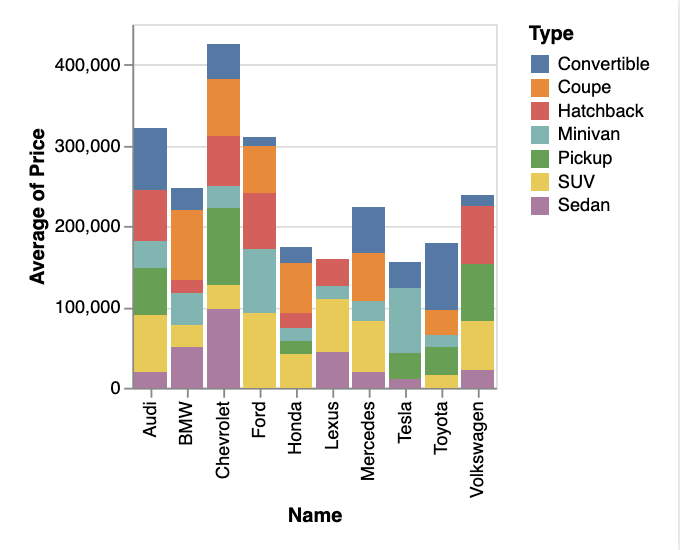 Type
Convertible
Coupe
Hatchback
Minivan
Pickup
SUV
Sedan
Average of Price
400,000
300,000
200,000
100,000
0
Audi
BMW
Chevrolet
Ford
Honda
Lexus
Mercedes
Tesla
Toyota
Volkswagen
Name